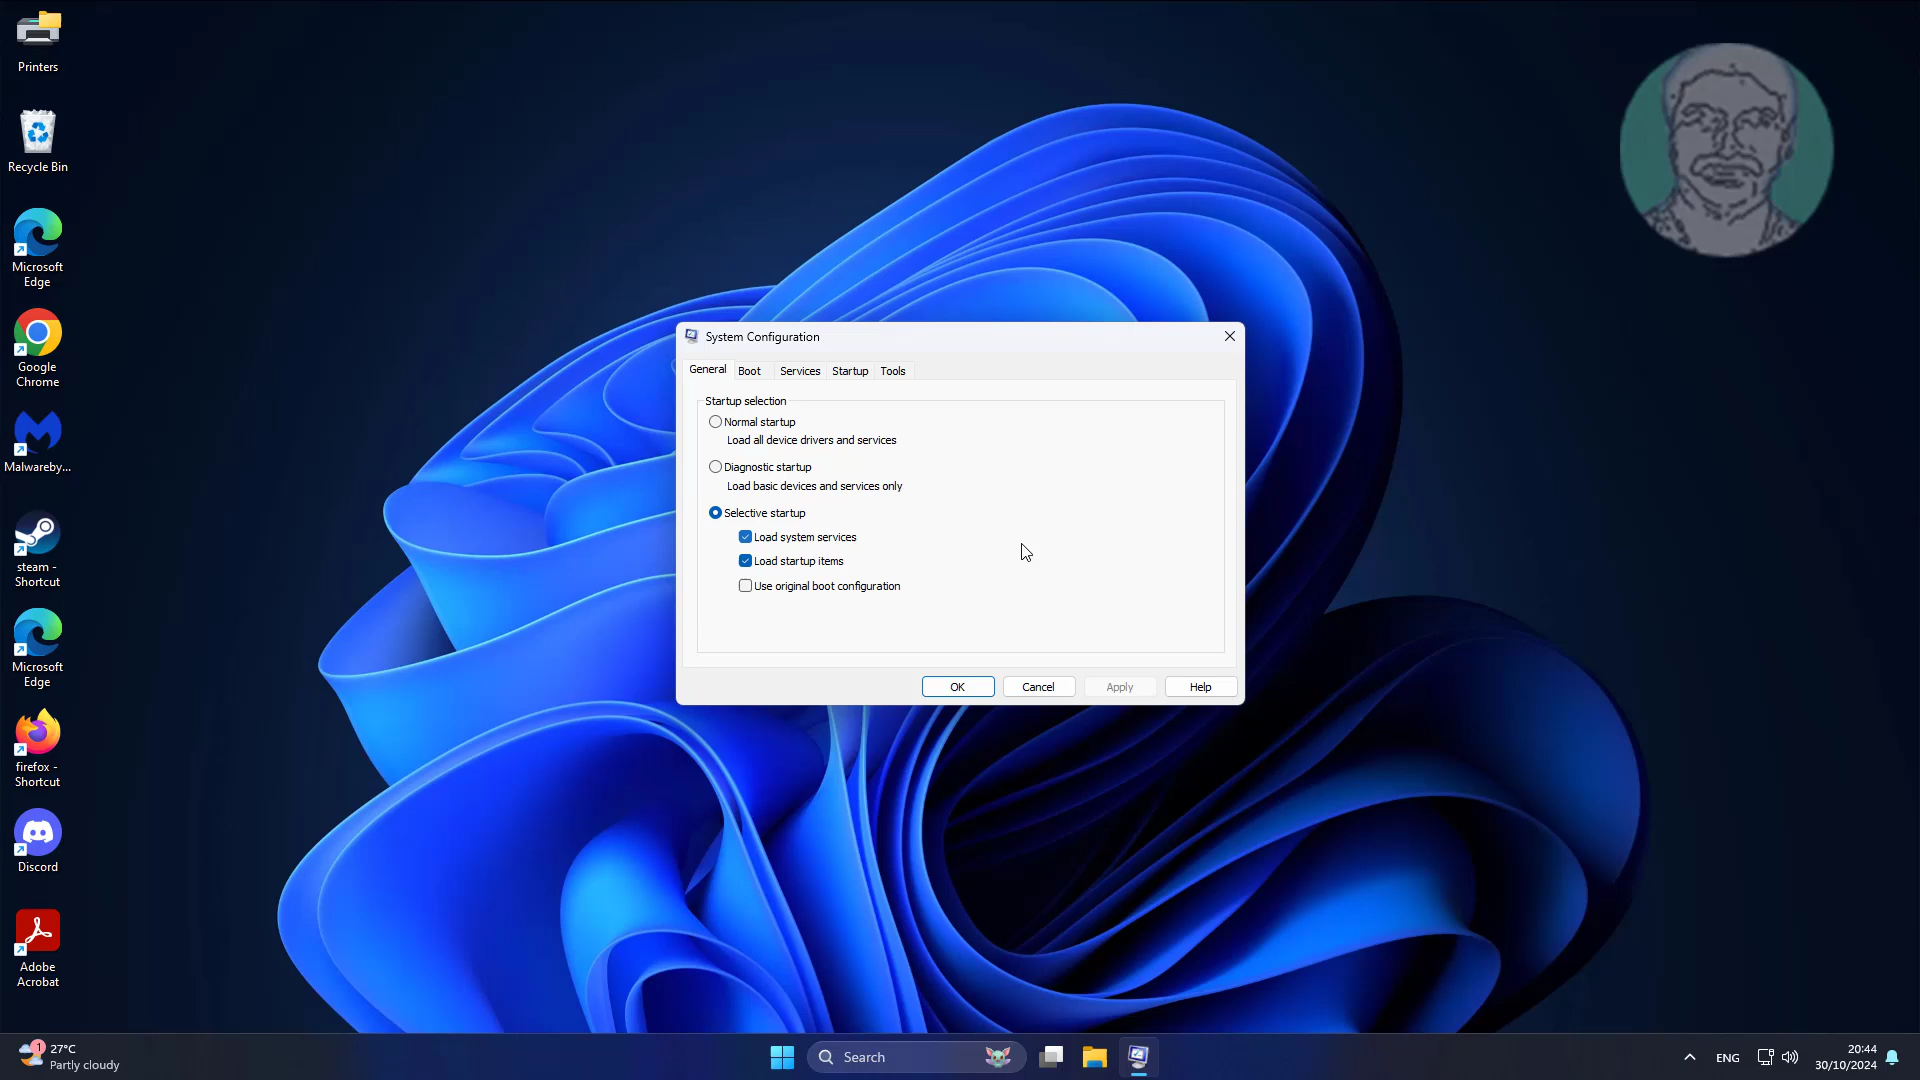 Printers
Recycle Bin
Microsoft
Edge
Google
Chrome
Malwareby...
steam -
Shortcut
Microsoft
Edge
firefox -
Shortcut
Discord
Adobe
Acrobat
System Configuration
General Boot Services Startup Tools
Startup selection
Normal startup
Load all device drivers and services
Diagnostic startup
Load basic devices and services only
Selective startup
Load system services
Load startup items
Use original boot configuration
OK Cancel Apply Help
1
27°C
Partly cloudy
Search
ENG
20:44
30/10/2024